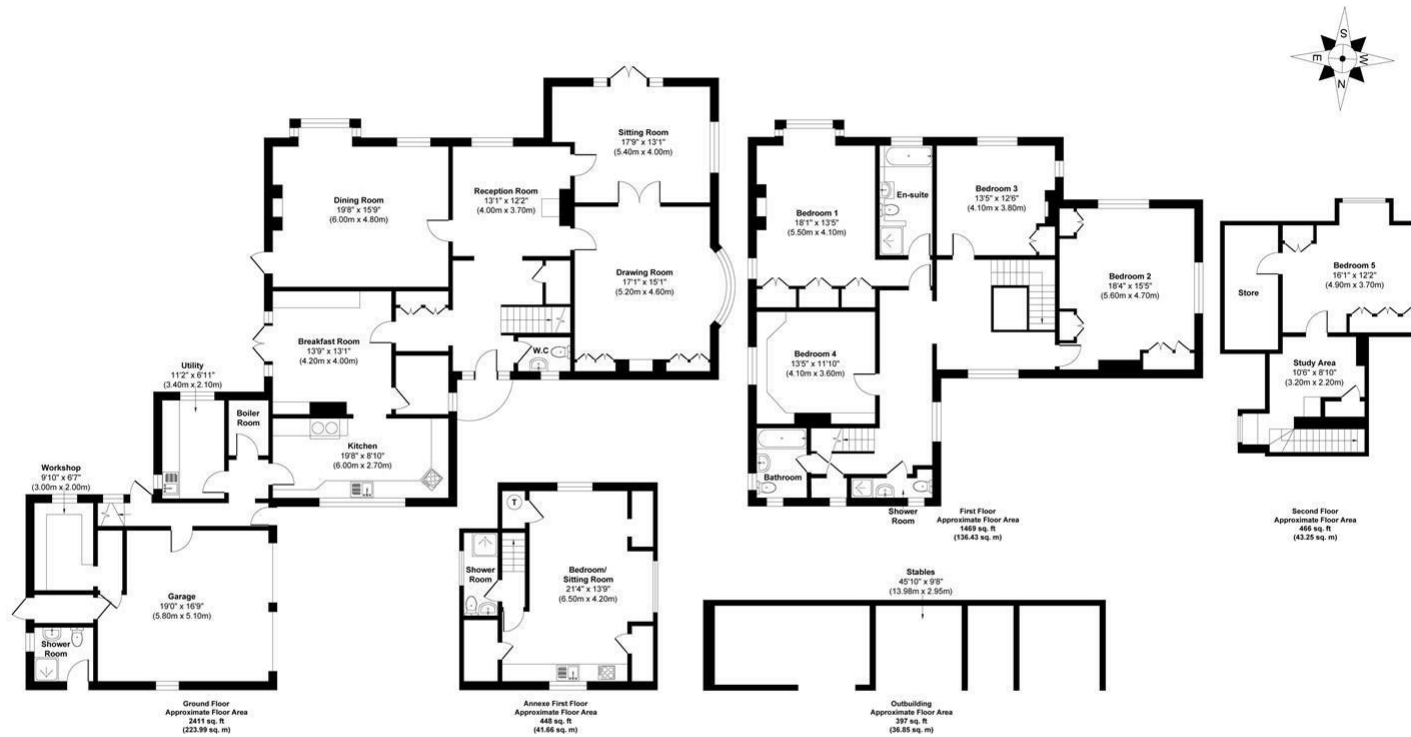 S
E
W
N
Sitting Room
17'9" x 13'1"
(5.40m x 4.00m)
Dining Room
19'8" x 15'9"
(6.00m x 4.80m)
Reception Room
13'1" x 12'2"
(4.00m x 3.70m)
Drawing Room
17'1" x 15'1"
(5.20m x 4.60m)
Breakfast Room
13'9" x 13'1"
(4.20m x 4.00m)
W.C
Utility
11'2" x 6'11"
(3.40m x 2.10m)
Boiler
Room
Kitchen
19'8" x 8'10"
(6.00m x 2.70m)
Workshop
9'10" x 6'7"
(3.00m x 2.00m)
Garage
19'0" x 16'9"
(5.80m x 5.10m)
Shower
Room
Ground Floor
Approximate Floor Area
2411 sq. ft
(223.99 sq. m)
T
Shower
Room
Bedroom/
Sitting Room
21'4" x 13'9"
(6.50m x 4.20m)
Annexe First Floor
Approximate Floor Area
448 sq. ft
(41.66 sq. m)
Bedroom 1
18'1" x 13'5"
(5.50m x 4.10m)
En-suite
Bedroom 3
13'5" x 12'6"
(4.10m x 3.80m)
Bedroom 2
18'4" x 15'5"
(5.60m x 4.70m)
Bedroom 4
13'5" x 11'10"
(4.10m x 3.60m)
Bathroom
Shower
Room
First Floor
Approximate Floor Area
1469 sq. ft
(136.43 sq. m)
Store
Bedroom 5
16'1" x 12'2"
(4.90m x 3.70m)
Study Area
10'6" x 8'10"
(3.20m x 2.20m)
Second Floor
Approximate Floor Area
466 sq. ft
(43.25 sq. m)
Stables
45'10" x 9'8"
(13.98m x 2.95m)
Outbuilding
Approximate Floor Area
397 sq. ft
(36.85 sq. m)